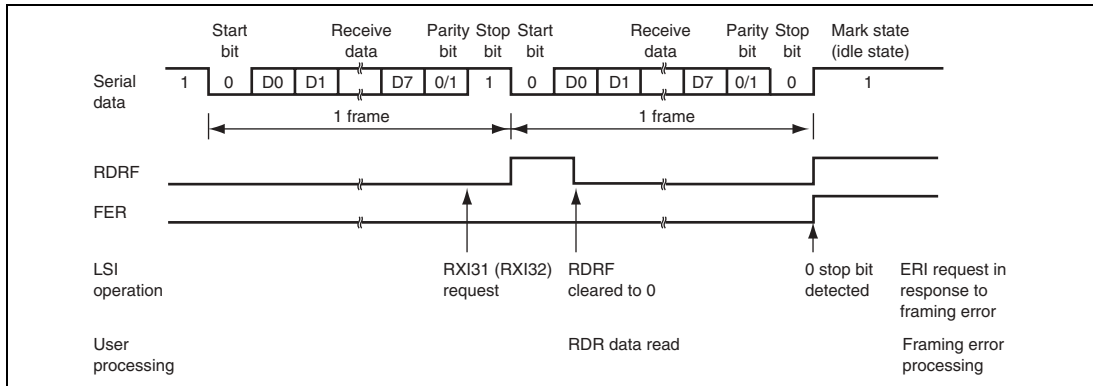 Start bit
Receive data
Parity bit
Stop bit
Start bit
Receive data
Parity bit
Stop bit
Mark state (idle state)
Serial data
1 0 D0 D1 D7 0/1 1 0 D0 D1 D7 0/1 0 1
1 frame 1 frame
RDRF
FER
LSI operation
RXI31 (RXI32) request
RDRF cleared to 0
0 stop bit detected
ERI request in response to framing error
User processing
RDR data read
Framing error processing